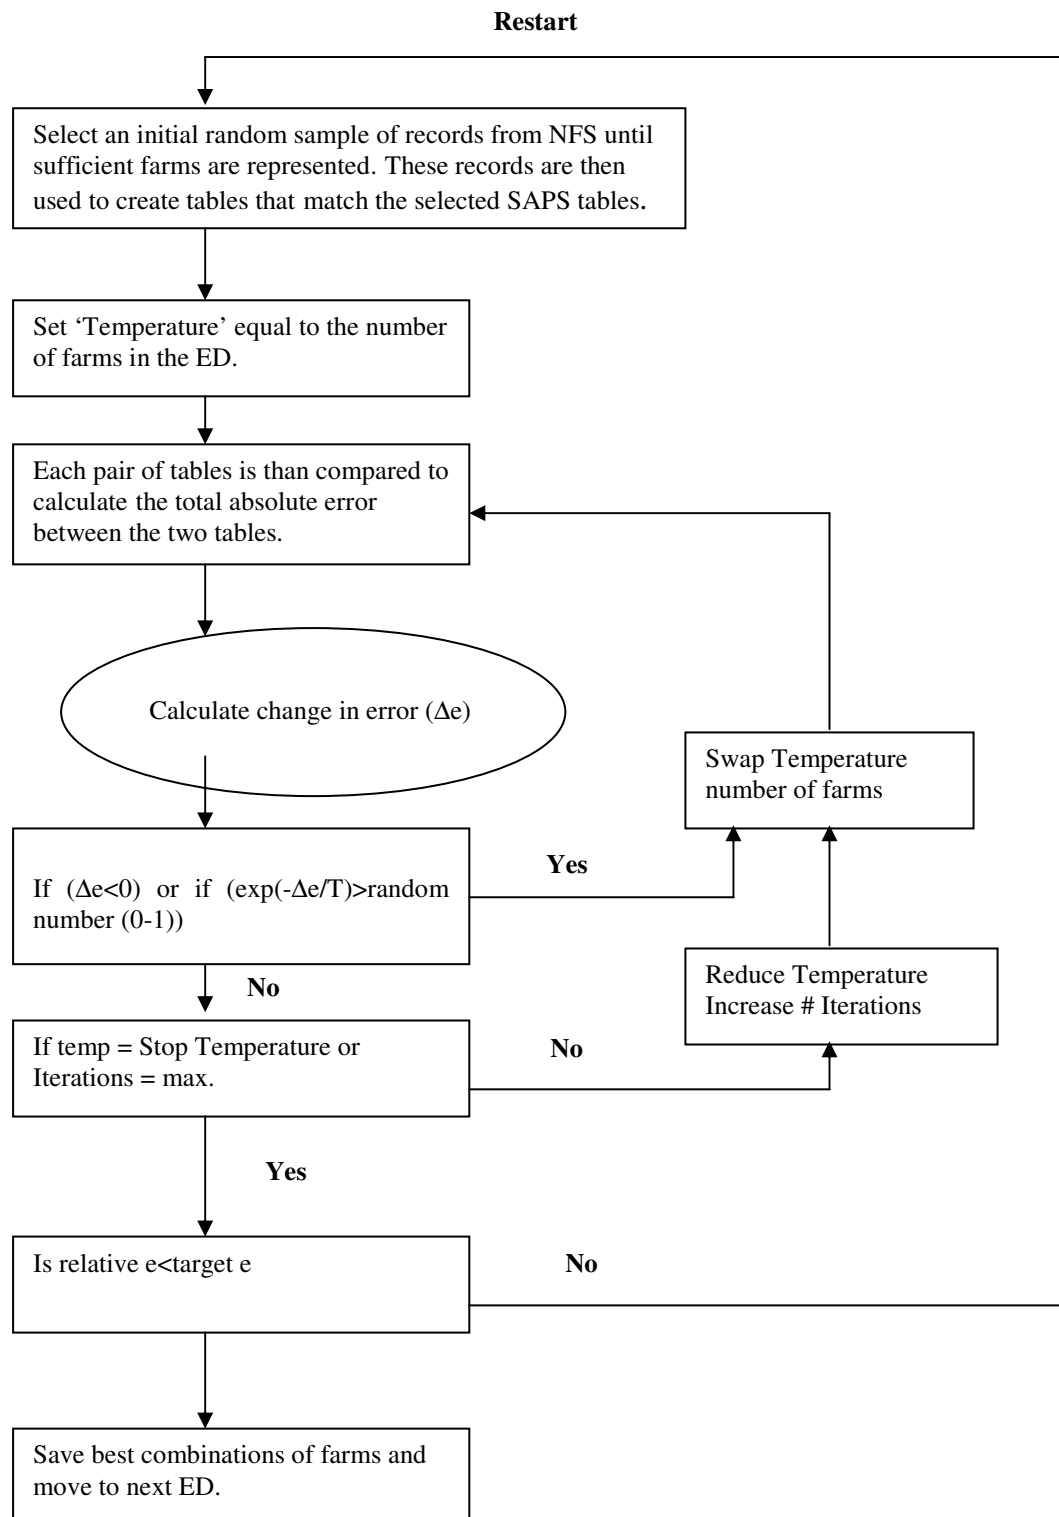 Restart
Select an initial random sample of records from NFS until
sufficient farms are represented. These records are then
used to create tables that match the selected SAPS tables.
Set ‘Temperature’ equal to the number
of farms in the ED.
Each pair of tables is than compared to
calculate the total absolute error
between the two tables.
Calculate change in error (Δe)
Swap Temperature
number of farms
If (Δe<0) or if (exp(-Δe/T)>random
number (0-1))
Yes
No
Reduce Temperature
Increase # Iterations
If temp = Stop Temperature or
Iterations = max.
No
Yes
Is relative e<target e
No
Save best combinations of farms and
move to next ED.